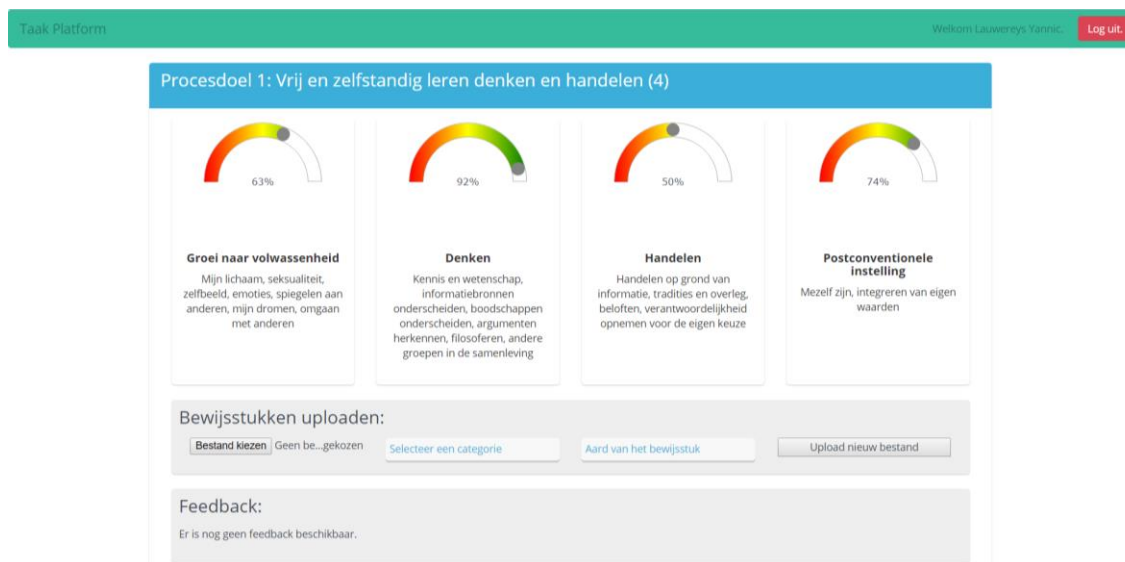 Taak Platform
Welkom Lauwereys Yannic.
Log uit.
Procesdoel 1: Vrij en zelfstandig leren denken en handelen (4)
63%
92%
50%
74%
Groei naar volwassenheid
Mijn lichaam, seksualiteit,
zelfbeeld, emoties, spiegelen aan
anderen, mijn dromen, omgaan
met anderen
Denken
Kennis en wetenschap,
informatiebronnen
onderscheiden, boodschappen
onderscheiden, argumenten
herkennen, filosoferen, andere
groepen in de samenleving
Handelen
Handelen op grond van
informatie, tradities en overleg,
beloften, verantwoordelijkheid
opnemen voor de eigen keuze
Postconventionele
instelling
Mezelf zijn, integreren van eigen
waarden
Bewijsstukken uploaden:
Bestand kiezen Geen be...gekozen
Selecteer een categorie
Aard van het bewijsstuk
Upload nieuw bestand
Feedback:
Er is nog geen feedback beschikbaar.